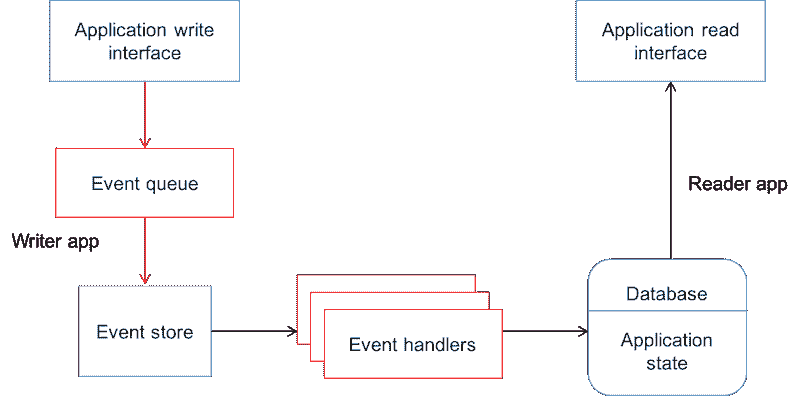 Application write
interface
Application read
interface
Event queue
Reader app
Writer app
Database
Event store
Event handlers
Application
state